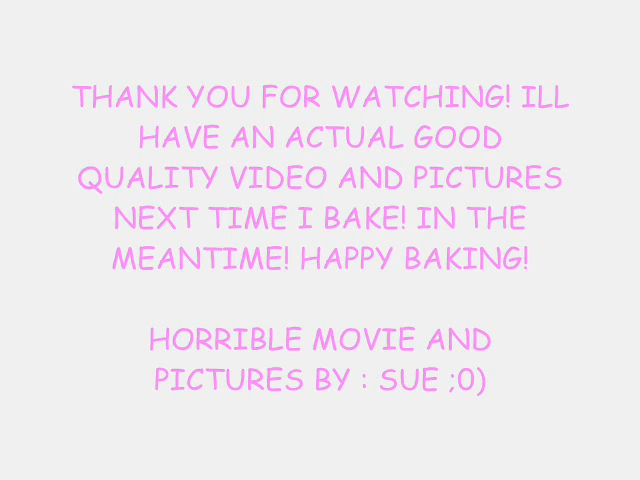 THANK YOU FOR WATCHING! ILL
HAVE AN ACTUAL GOOD
QUALITY VIDEO AND PICTURES
NEXT TIME I BAKE! IN THE
MEANTIME! HAPPY BAKING!
HORRIBLE MOVIE AND
PICTURES BY : SUE ;0)